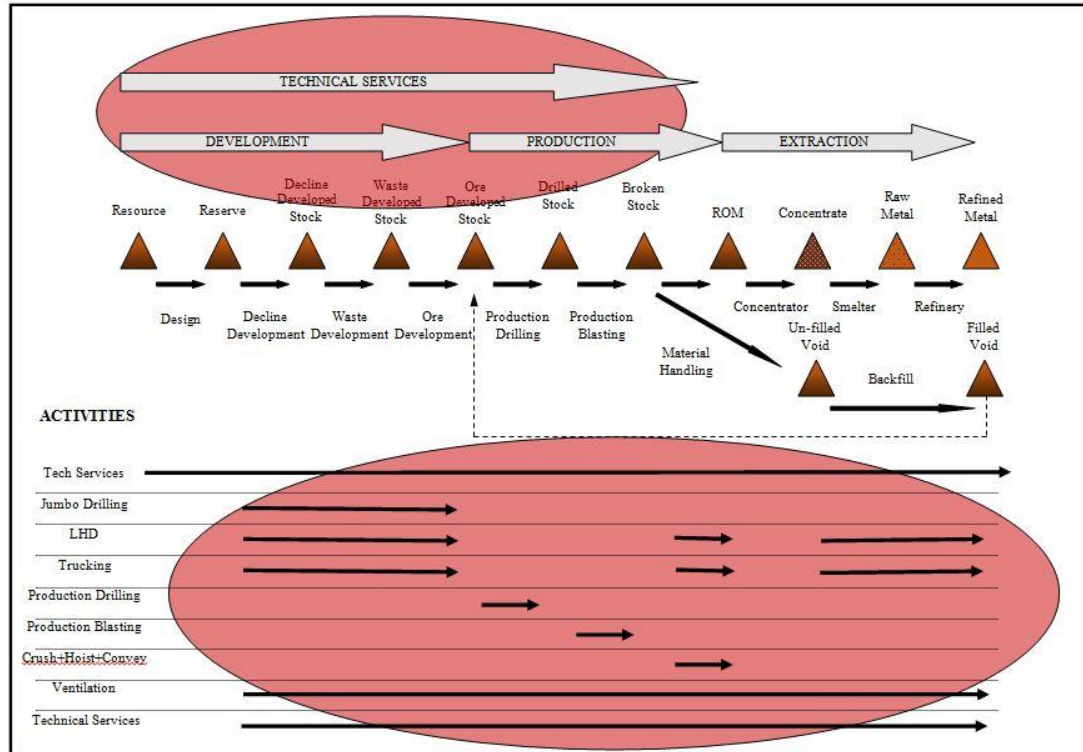 TECHNICAL SERVICES
DEVELOPMENT
PRODUCTION
EXTRACTION
Resource
Reserve
Decline
Developed
Stock
Waste
Developed
Stock
Ore
Developed
Stock
Drilled
Stock
Broken
Stock
ROM
Concentrate
Raw
Metal
Refined
Metal
Design
Decline
Development
Waste
Development
Ore
Development
Production
Drilling
Production
Blasting
Material
Handling
Concentrator
Smelter
Refinery
Un-filled
Void
Filled
Void
Backfill
ACTIVITIES
Tech Services
Jumbo Drilling
LHD
Trucking
Production Drilling
Production Blasting
Crush+Hoist+Convey
Ventilation
Technical Services